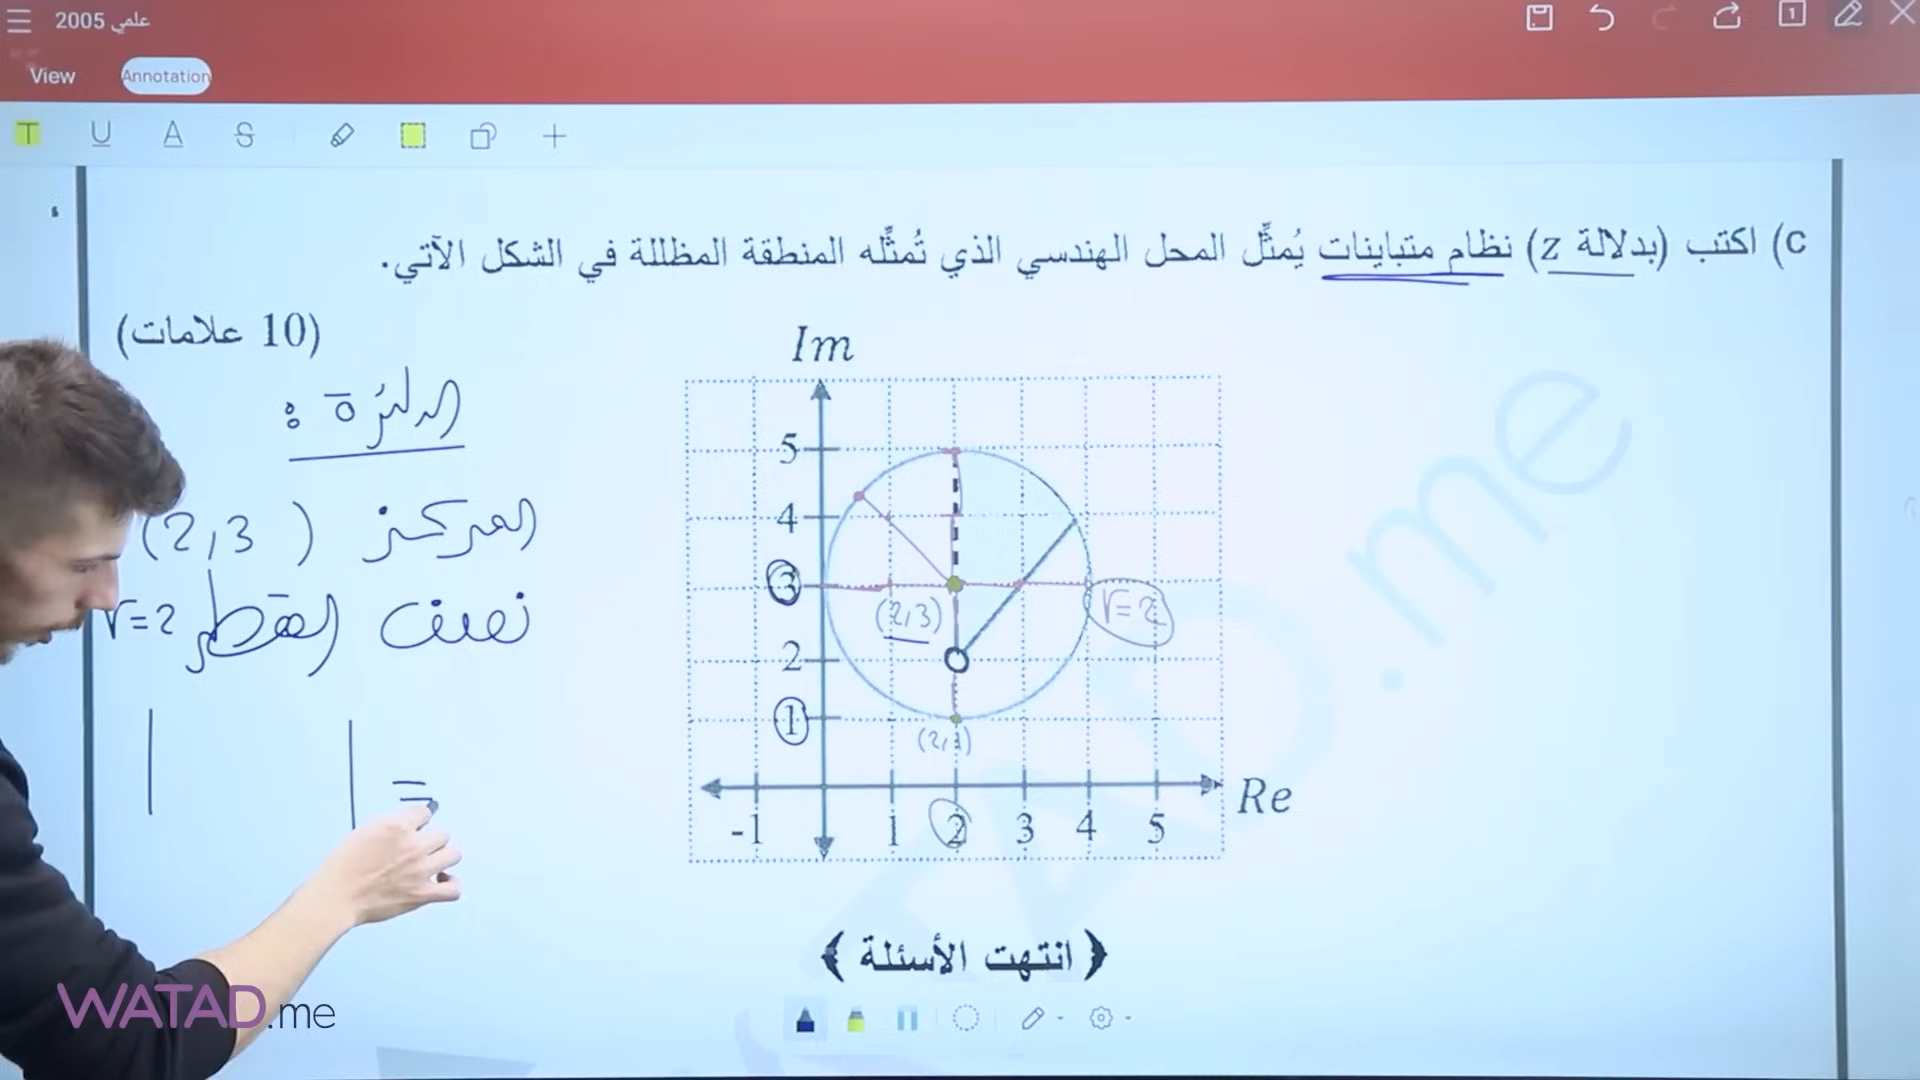 علمي 2005
1
View Annotation
T U A S
c) اكتب (بدلالة z) نظام متباينات يُمثِّل المحل الهندسي الذي تُمثِّله المنطقة المظللة في الشكل الآتي.
(10 علامات)
الدائرة :
المركز (2,3)
نصف القطر r=2
| | =
Im
5
4
3
2
1
(2,3)
r=2
(2,1)
-1 1 2 3 4 5
Re
﴿ انتهت الأسئلة ﴾
WATAD.me
.me